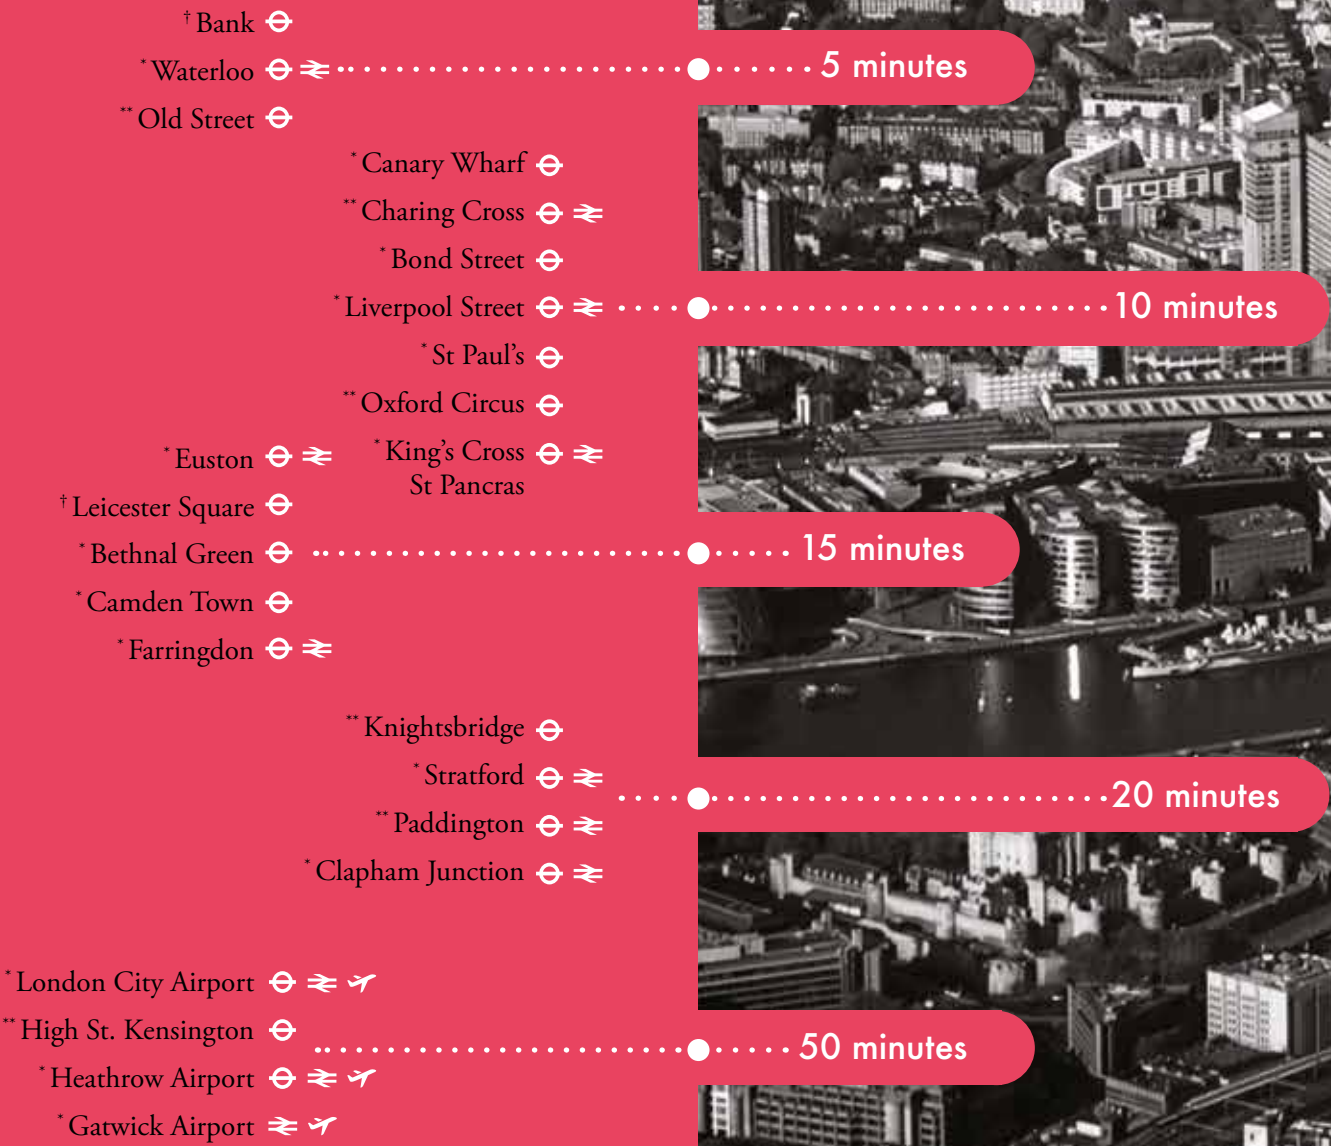 † Bank
* Waterloo
5 minutes
** Old Street
* Canary Wharf
** Charing Cross
* Bond Street
* Liverpool Street
10 minutes
* St Paul’s
** Oxford Circus
* King’s Cross
St Pancras
* Euston
† Leicester Square
* Bethnal Green
15 minutes
* Camden Town
* Farringdon
** Knightsbridge
* Stratford
20 minutes
** Paddington
* Clapham Junction
* London City Airport
** High St. Kensington
50 minutes
* Heathrow Airport
* Gatwick Airport